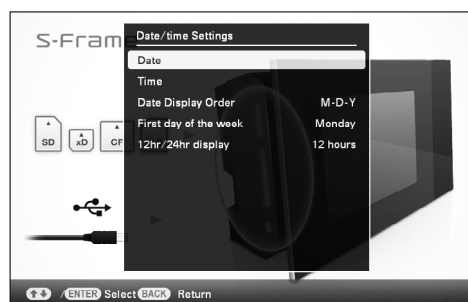 S-Frame
Date/time Settings
Date
Time
Date Display Order M-D-Y
First day of the week Monday
12hr/24hr display 12 hours
SD xD CF
/ENTER Select BACK Return